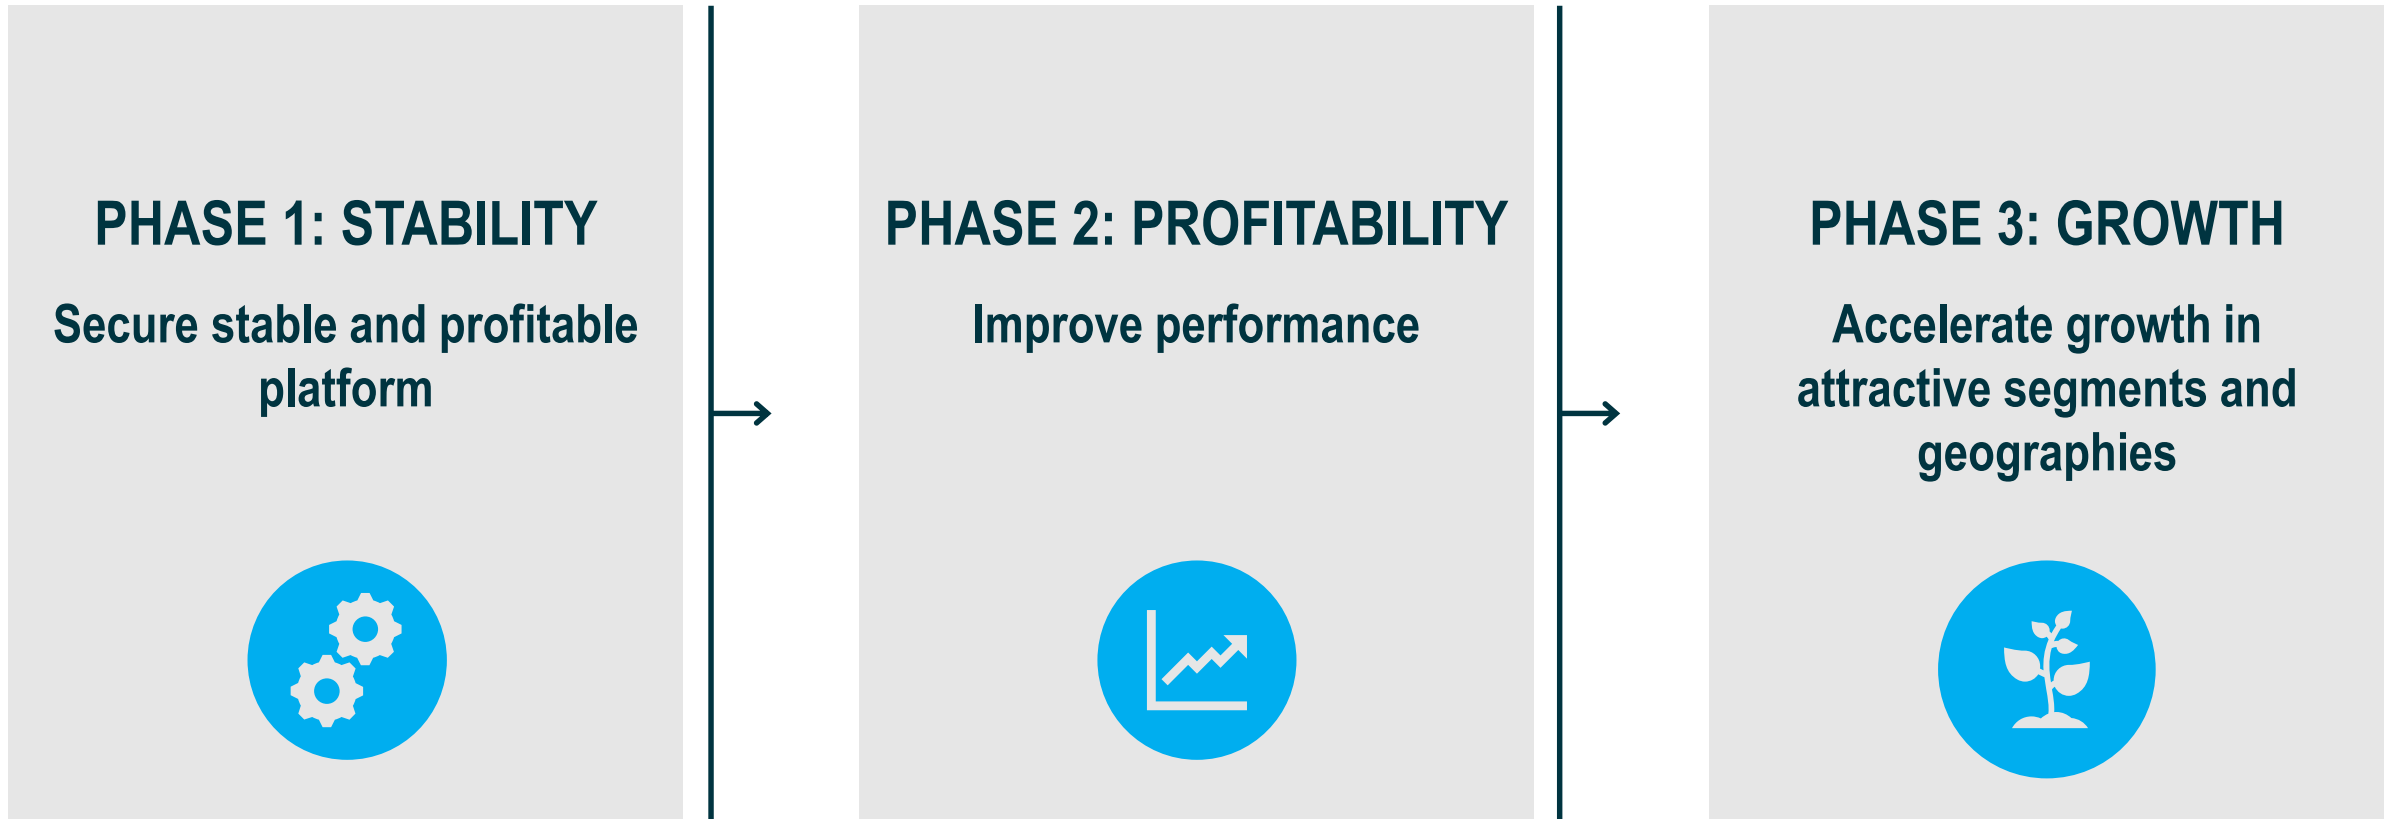 PHASE 1: STABILITY
Secure stable and profitable
platform
PHASE 2: PROFITABILITY
Improve performance
PHASE 3: GROWTH
Accelerate growth in
attractive segments and
geographies